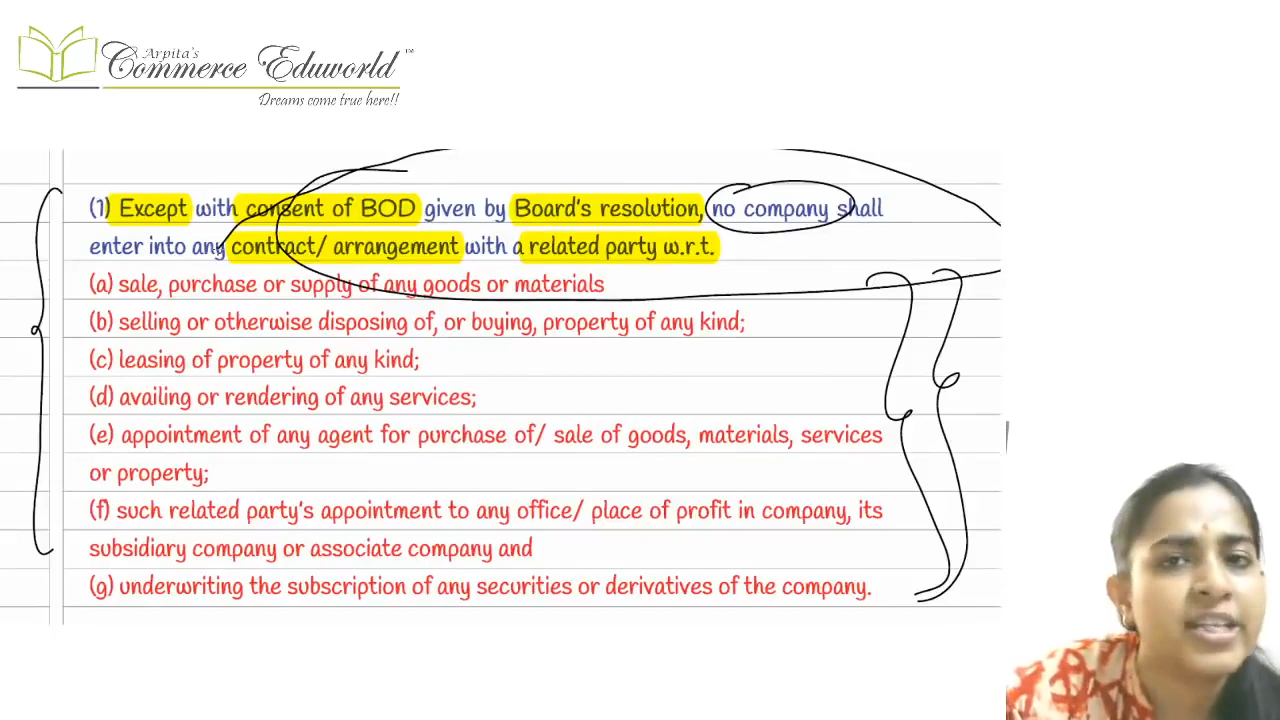 Arpita's
Commerce Eduworld™
Dreams come true here!!
(1) Except with consent of BOD given by Board's resolution, no company shall
enter into any contract/ arrangement with a related party w.r.t.
(a) sale, purchase or supply of any goods or materials
(b) selling or otherwise disposing of, or buying, property of any kind;
(c) leasing of property of any kind;
(d) availing or rendering of any services;
(e) appointment of any agent for purchase of/ sale of goods, materials, services
or property;
(f) such related party's appointment to any office/ place of profit in company, its
subsidiary company or associate company and
(g) underwriting the subscription of any securities or derivatives of the company.